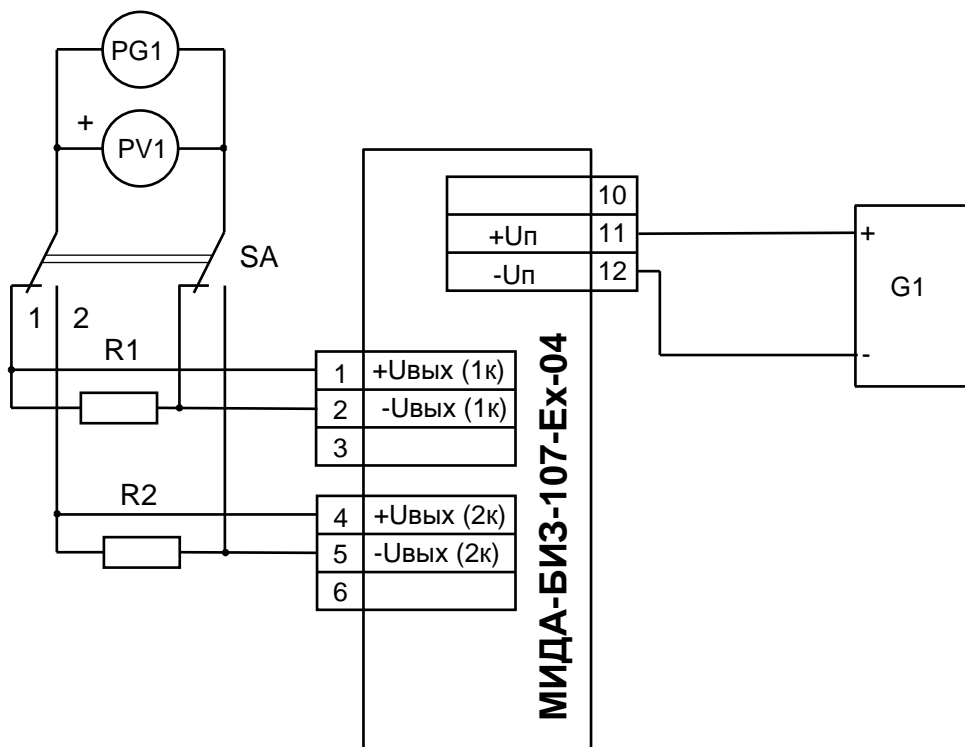 PG1
+
PV1
SA
1 2
R1
1 +Uвых (1к)
2 -Uвых (1к)
3
R2
4 +Uвых (2к)
5 -Uвых (2к)
6
10
+Uп 11
-Uп 12
МИДА-БИЗ-107-Ех-04
+
G1
-